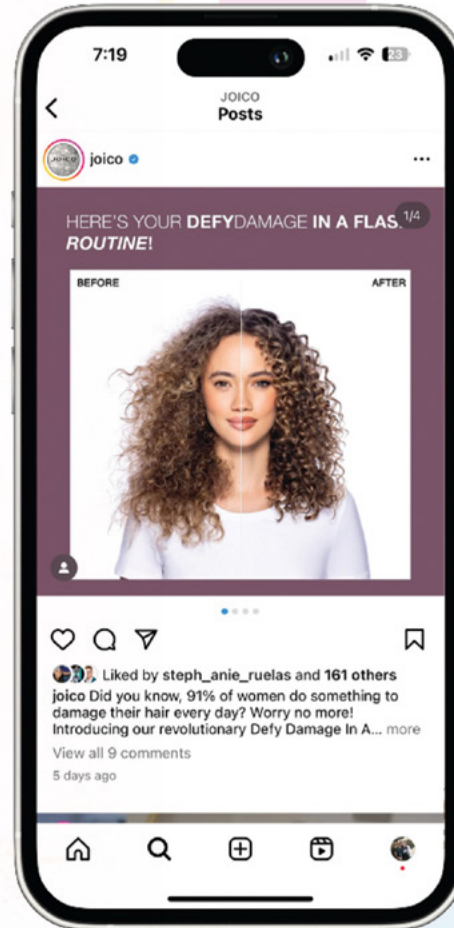 7:19
23
JOICO
Posts
JOICO
joico
HERE'S YOUR DEFYDAMAGE IN A FLAS
1/4
ROUTINE!
BEFORE
AFTER
Liked by steph_anie_ruelas and 161 others
joico Did you know, 91% of women do something to
damage their hair every day? Worry no more!
Introducing our revolutionary Defy Damage In A... more
View all 9 comments
5 days ago